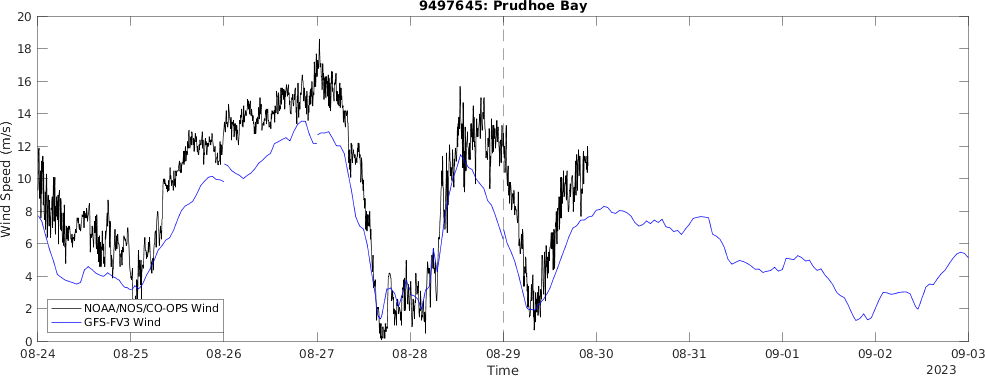 9497645: Prudhoe Bay
Wind Speed (m/s)
20
18
16
14
12
10
8
6
4
2
0
NOAA/NOS/CO-OPS Wind
GFS-FV3 Wind
08-24 08-25 08-26 08-27 08-28 08-29 08-30 08-31 09-01 09-02 09-03
Time
2023